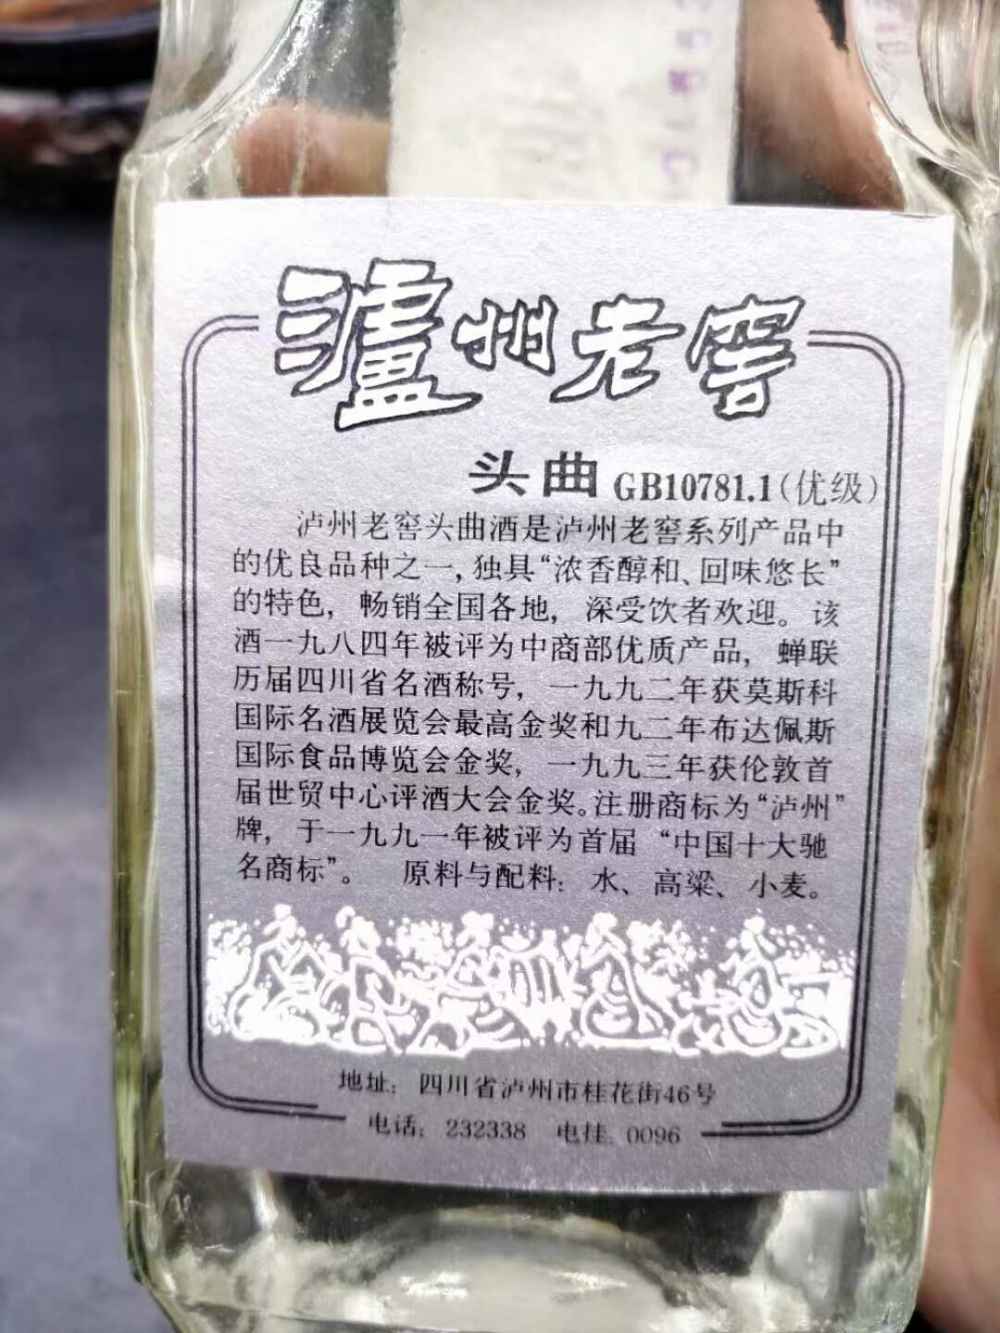 泸州老窖
头曲 GB10781.1(优级)
泸州老窖头曲酒是泸州老窖系列产品中
的优良品种之一,独具“浓香醇和、回味悠长”
的特色,畅销全国各地,深受饮者欢迎。该
酒一九八四年被评为中商部优质产品,蝉联
历届四川省名酒称号,一九九二年获莫斯科
国际名酒展览会最高金奖和九二年布达佩斯
国际食品博览会金奖,一九九三年获伦敦首
届世贸中心评酒大会金奖。注册商标为“泸州”
牌,于一九九一年被评为首届“中国十大驰
名商标”。 原料与配料:水、高粱、小麦。
地址:四川省泸州市桂花街46号
电话:232338 电挂:0096